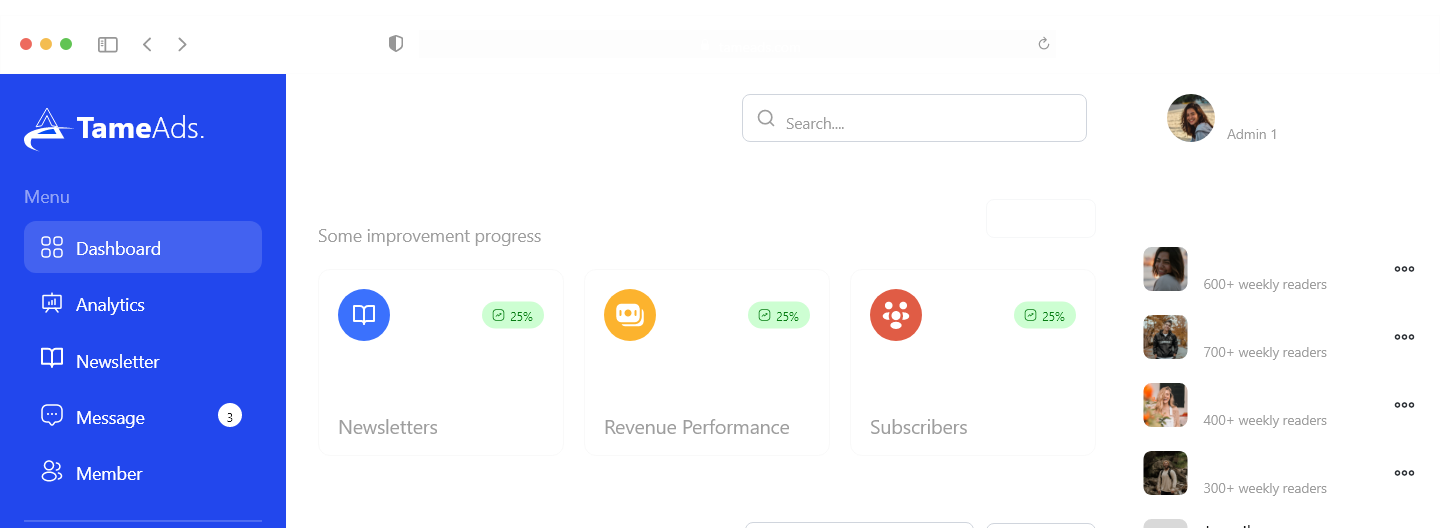 TameAds.
Menu
Dashboard
Analytics
Newsletter
Message
3
Member
Search....
Admin 1
Some improvement progress
25%
Newsletters
25%
Revenue Performance
25%
Subscribers
600+ weekly readers
700+ weekly readers
400+ weekly readers
300+ weekly readers